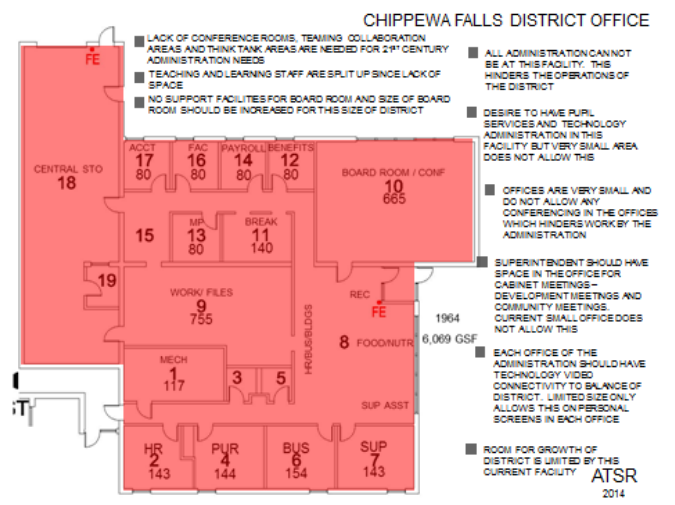 CHIPPEWA FALLS DISTRICT OFFICE
LACK OF CONFERENCE ROOMS, TEAMING COLLABORATION
AREAS AND THINK TANK AREAS ARE NEEDED FOR 21ST CENTURY
ADMINISTRATION NEEDS
TEACHING AND LEARNING STAFF ARE SPLIT UP SINCE LACK OF
SPACE
NO SUPPORT FACILITIES FOR BOARD ROOM AND SIZE OF BOARD
ROOM SHOULD BE INCREASED FOR THIS SIZE OF DISTRICT
ALL ADMINISTRATION CAN NOT
BE AT THIS FACILITY. THIS
HINDERS THE OPERATIONS OF
THE DISTRICT
DESIRE TO HAVE PUPIL
SERVICES AND TECHNOLOGY
ADMINISTRATION IN THIS
FACILITY BUT VERY SMALL AREA
DOES NOT ALLOW THIS
OFFICES ARE VERY SMALL AND
DO NOT ALLOW ANY
CONFERENCING IN THE OFFICES
WHICH HINDERS WORK BY THE
ADMINISTRATION
SUPERINTENDENT SHOULD HAVE
SPACE IN THE OFFICE FOR
CABINET MEETINGS –
DEVELOPMENT MEETINGS AND
COMMUNITY MEETINGS.
CURRENT SMALL OFFICE DOES
NOT ALLOW THIS
EACH OFFICE OF THE
ADMINISTRATION SHOULD HAVE
TECHNOLOGY VIDEO
CONNECTIVITY TO BALANCE OF
DISTRICT. LIMITED SIZE ONLY
ALLOWS THIS ON PERSONAL
SCREENS IN EACH OFFICE
ROOM FOR GROWTH OF
DISTRICT IS LIMITED BY THIS
CURRENT FACILITY
ATSR
2014
FE
CENTRAL STO
18
ACCT
17
80
FAC
16
80
PAYROLL
14
80
BENEFITS
12
80
BOARD ROOM / CONF
10
665
15
MP
13
80
BREAK
11
140
19
WORK/ FILES
9
755
REC
FE
HR/BUS/BLDGS
8
FOOD/NUTR
1964
6,069 GSF
MECH
1
117
3
5
SUP ASST
HR
2
143
PUR
4
144
BUS
6
154
SUP
7
143